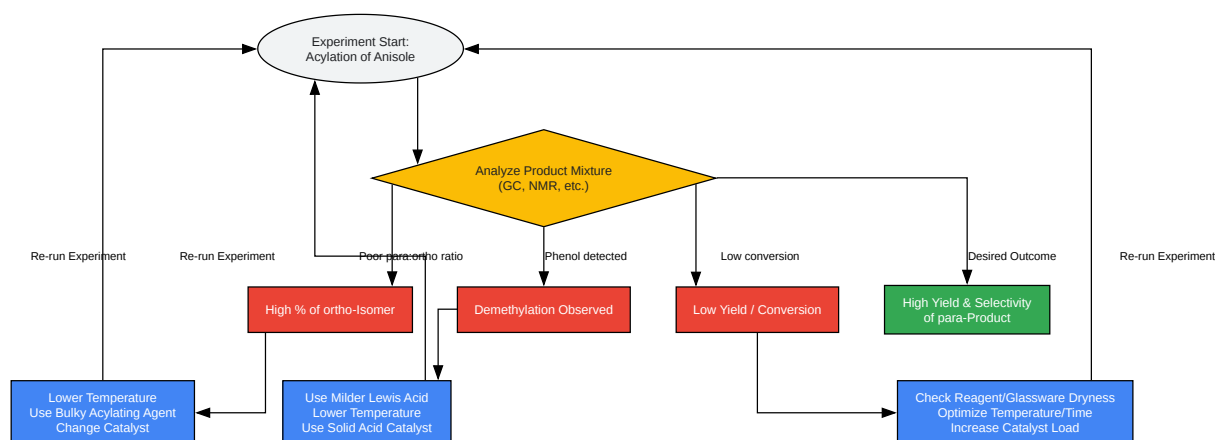 Experiment Start:
Acylation of Anisole
Analyze Product Mixture
(GC, NMR, etc.)
Re-run Experiment
Re-run Experiment
Poor para:ortho ratio
Phenol detected
Low conversion
Desired Outcome
Re-run Experiment
High % of ortho-Isomer
Demethylation Observed
Low Yield / Conversion
High Yield & Selectivity
of para-Product
Lower Temperature
Use Bulky Acylating Agent
Change Catalyst
Use Milder Lewis Acid
Lower Temperature
Use Solid Acid Catalyst
Check Reagent/Glassware Dryness
Optimize Temperature/Time
Increase Catalyst Load